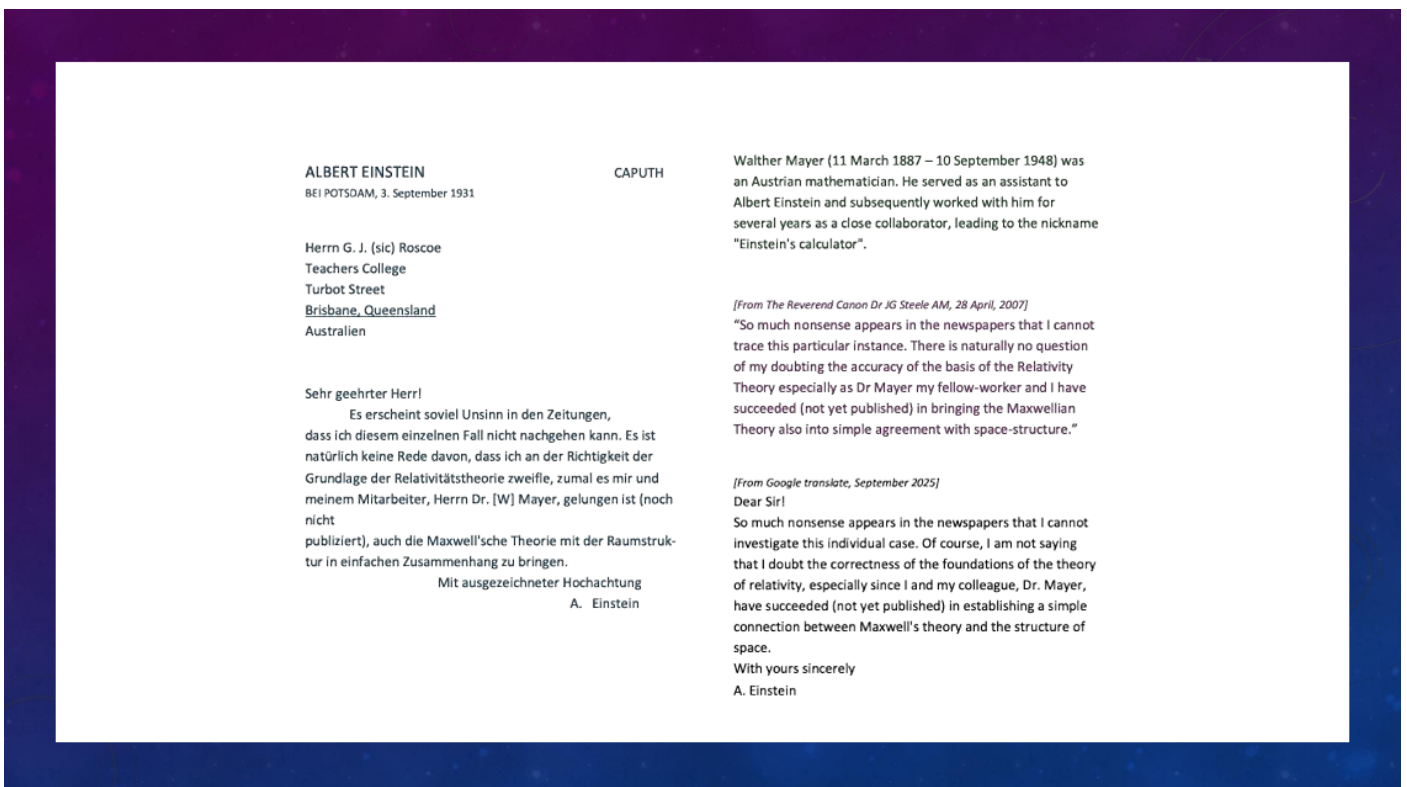 ALBERT EINSTEIN CAPUTH
BEI POTSDAM, 3. September 1931
Herrn G. J. (sic) Roscoe
Teachers College
Turbot Street
Brisbane, Queensland
Australien
Sehr geehrter Herr!
Es erscheint soviel Unsinn in den Zeitungen,
dass ich diesem einzelnen Fall nicht nachgehen kann. Es ist
natürlich keine Rede davon, dass ich an der Richtigkeit der
Grundlage der Relativitätstheorie zweifle, zumal es mir und
meinem Mitarbeiter, Herrn Dr. [W] Mayer, gelungen ist (noch
nicht
publiziert), auch die Maxwell'sche Theorie mit der Raumstruk-
tur in einfachen Zusammenhang zu bringen.
Mit ausgezeichneter Hochachtung
A. Einstein
Walther Mayer (11 March 1887 – 10 September 1948) was
an Austrian mathematician. He served as an assistant to
Albert Einstein and subsequently worked with him for
several years as a close collaborator, leading to the nickname
"Einstein's calculator".
[From The Reverend Canon Dr JG Steele AM, 28 April, 2007]
“So much nonsense appears in the newspapers that I cannot
trace this particular instance. There is naturally no question
of my doubting the accuracy of the basis of the Relativity
Theory especially as Dr Mayer my fellow-worker and I have
succeeded (not yet published) in bringing the Maxwellian
Theory also into simple agreement with space-structure.”
[From Google translate, September 2025]
Dear Sir!
So much nonsense appears in the newspapers that I cannot
investigate this individual case. Of course, I am not saying
that I doubt the correctness of the foundations of the theory
of relativity, especially since I and my colleague, Dr. Mayer,
have succeeded (not yet published) in establishing a simple
connection between Maxwell's theory and the structure of
space.
With yours sincerely
A. Einstein